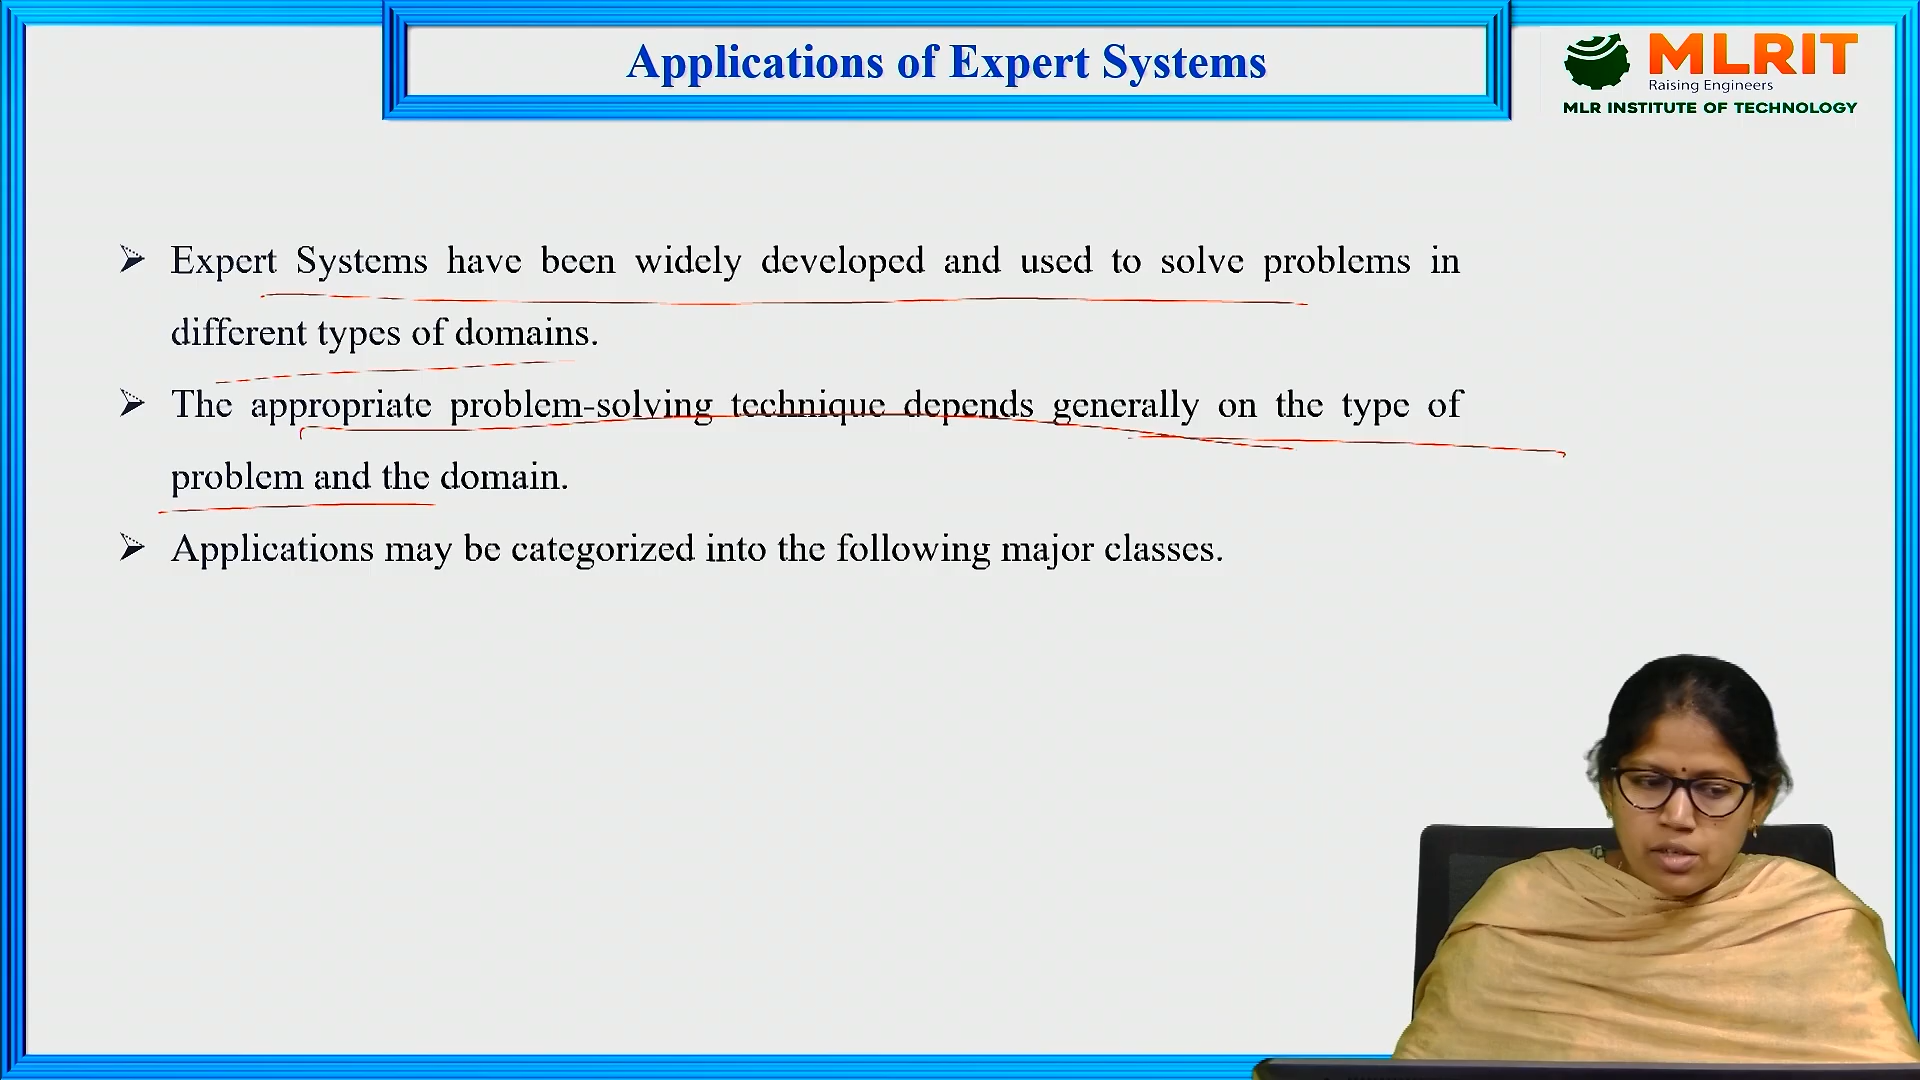 Applications of Expert Systems
MLRIT
Raising Engineers
MLR INSTITUTE OF TECHNOLOGY
Expert Systems have been widely developed and used to solve problems in
different types of domains.
The appropriate problem-solving technique depends generally on the type of
problem and the domain.
Applications may be categorized into the following major classes.